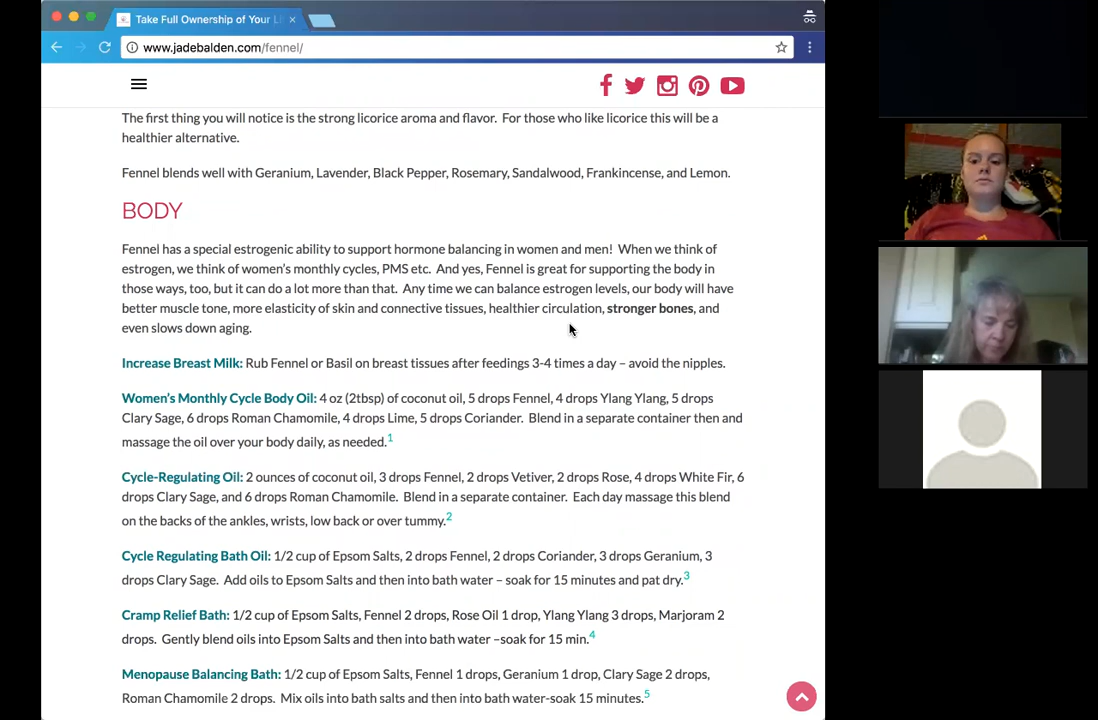 Take Full Ownership of Your Li
www.jadebalden.com/fennel/
The first thing you will notice is the strong licorice aroma and flavor.  For those who like licorice this will be a
healthier alternative.
Fennel blends well with Geranium, Lavender, Black Pepper, Rosemary, Sandalwood, Frankincense, and Lemon.
BODY
Fennel has a special estrogenic ability to support hormone balancing in women and men!  When we think of
estrogen, we think of women's monthly cycles, PMS etc.  And yes, Fennel is great for supporting the body in
those ways, too, but it can do a lot more than that.  Any time we can balance estrogen levels, our body will have
better muscle tone, more elasticity of skin and connective tissues, healthier circulation, stronger bones, and
even slows down aging.
Increase Breast Milk: Rub Fennel or Basil on breast tissues after feedings 3-4 times a day – avoid the nipples.
Women's Monthly Cycle Body Oil: 4 oz (2tbsp) of coconut oil, 5 drops Fennel, 4 drops Ylang Ylang, 5 drops
Clary Sage, 6 drops Roman Chamomile, 4 drops Lime, 5 drops Coriander.  Blend in a separate container then and
massage the oil over your body daily, as needed.1
Cycle-Regulating Oil: 2 ounces of coconut oil, 3 drops Fennel, 2 drops Vetiver, 2 drops Rose, 4 drops White Fir, 6
drops Clary Sage, and 6 drops Roman Chamomile.  Blend in a separate container.  Each day massage this blend
on the backs of the ankles, wrists, low back or over tummy.2
Cycle Regulating Bath Oil: 1/2 cup of Epsom Salts, 2 drops Fennel, 2 drops Coriander, 3 drops Geranium, 3
drops Clary Sage.  Add oils to Epsom Salts and then into bath water – soak for 15 minutes and pat dry.3
Cramp Relief Bath: 1/2 cup of Epsom Salts, Fennel 2 drops, Rose Oil 1 drop, Ylang Ylang 3 drops, Marjoram 2
drops.  Gently blend oils into Epsom Salts and then into bath water –soak for 15 min.4
Menopause Balancing Bath: 1/2 cup of Epsom Salts, Fennel 1 drops, Geranium 1 drop, Clary Sage 2 drops,
Roman Chamomile 2 drops.  Mix oils into bath salts and then into bath water-soak 15 minutes.5